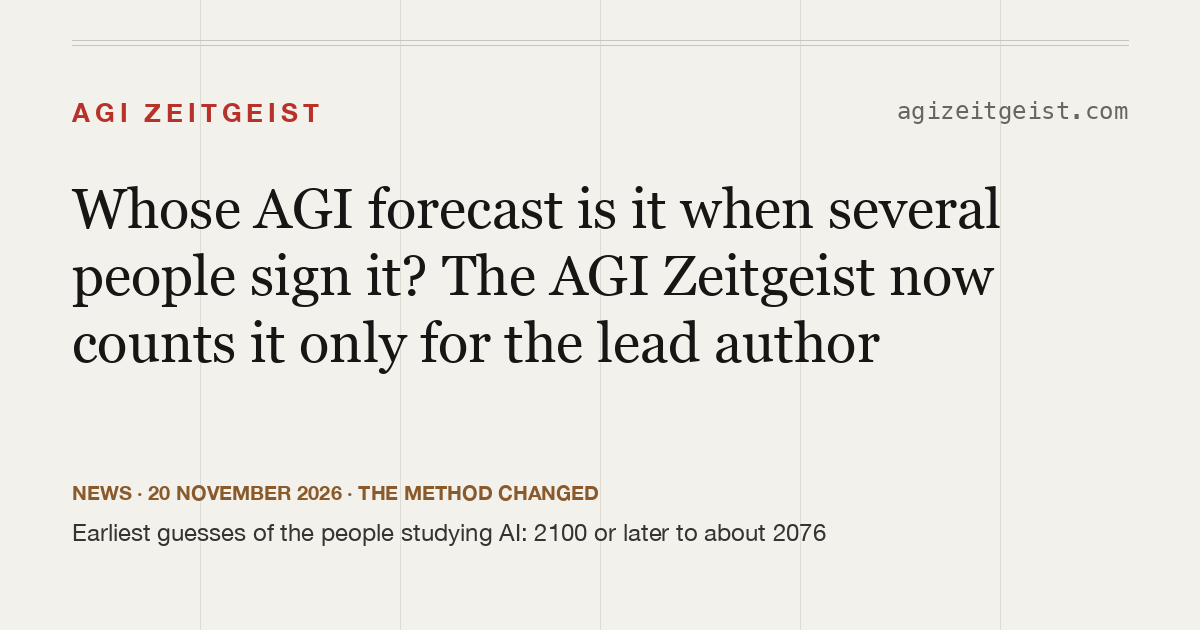 AGI ZEITGEIST
agizeitgeist.com
Whose AGI forecast is it when several
people sign it? The AGI Zeitgeist now
counts it only for the lead author
NEWS · 20 NOVEMBER 2026 · THE METHOD CHANGED
Earliest guesses of the people studying AI: 2100 or later to about 2076